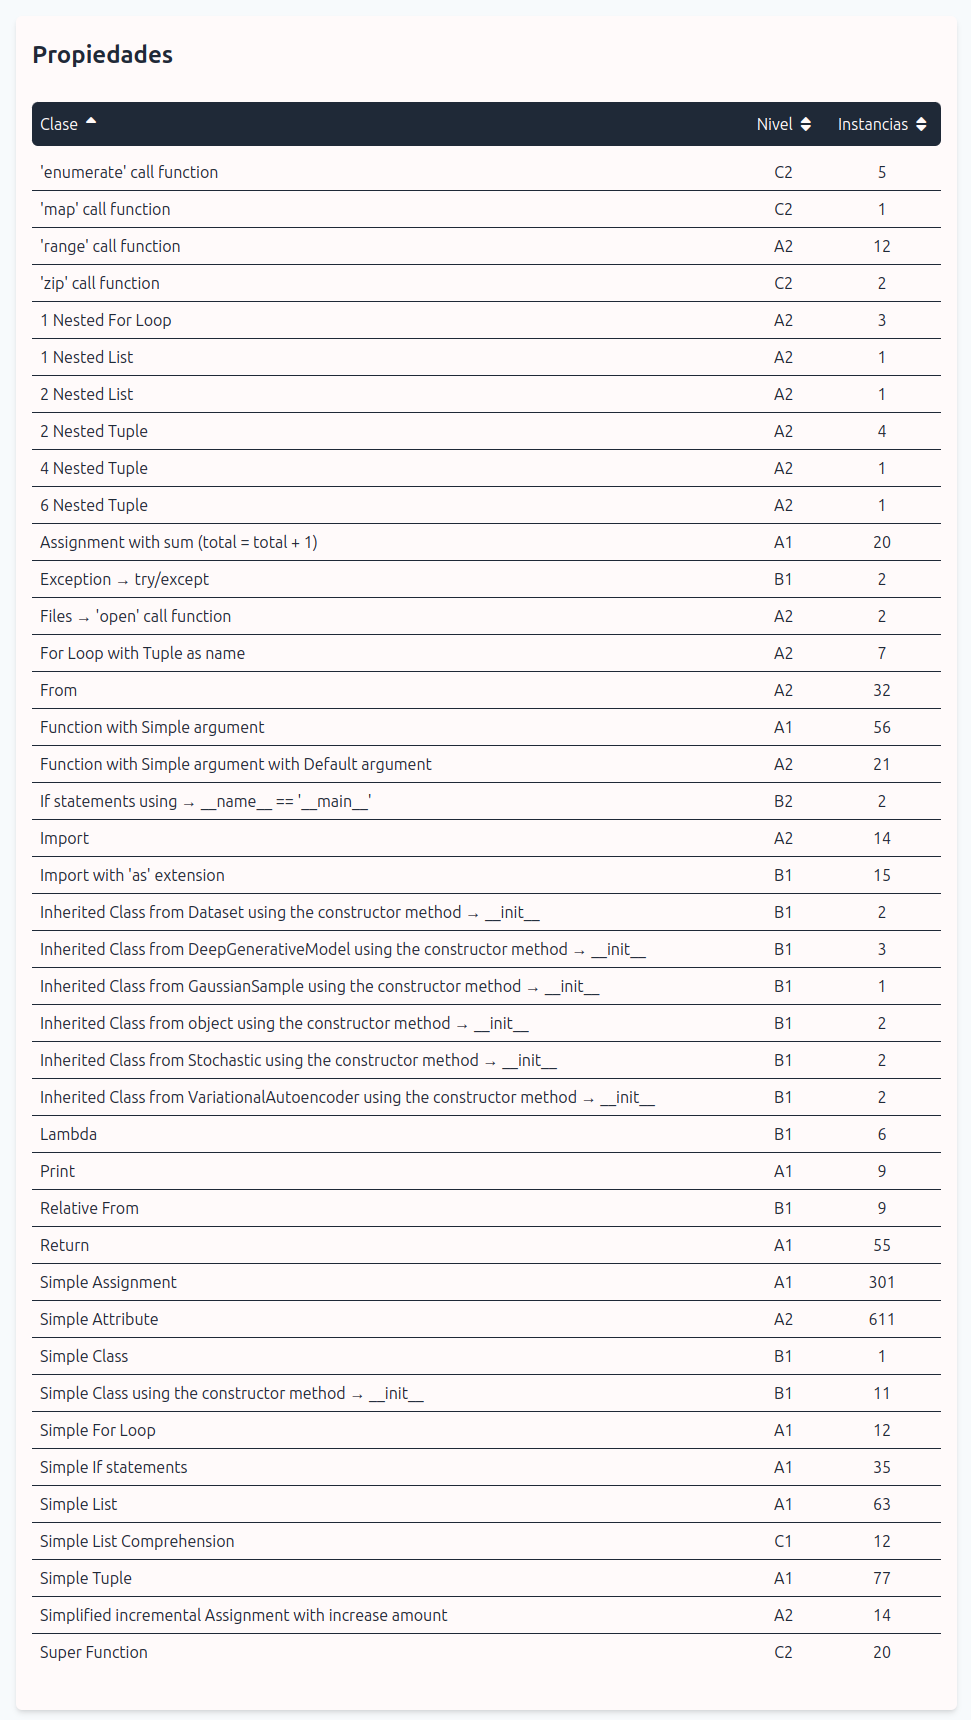 Propiedades
Clase Nivel Instancias
'enumerate' call function C2 5
'map' call function C2 1
'range' call function A2 12
'zip' call function C2 2
1 Nested For Loop A2 3
1 Nested List A2 1
2 Nested List A2 1
2 Nested Tuple A2 4
4 Nested Tuple A2 1
6 Nested Tuple A2 1
Assignment with sum (total = total + 1) A1 20
Exception → try/except B1 2
Files → 'open' call function A2 2
For Loop with Tuple as name A2 7
From A2 32
Function with Simple argument A1 56
Function with Simple argument with Default argument A2 21
If statements using → __name__ == '__main__' B2 2
Import A2 14
Import with 'as' extension B1 15
Inherited Class from Dataset using the constructor method → __init__ B1 2
Inherited Class from DeepGenerativeModel using the constructor method → __init__ B1 3
Inherited Class from GaussianSample using the constructor method → __init__ B1 1
Inherited Class from object using the constructor method → __init__ B1 2
Inherited Class from Stochastic using the constructor method → __init__ B1 2
Inherited Class from VariationalAutoencoder using the constructor method → __init__ B1 2
Lambda B1 6
Print A1 9
Relative From B1 9
Return A1 55
Simple Assignment A1 301
Simple Attribute A2 611
Simple Class B1 1
Simple Class using the constructor method → __init__ B1 11
Simple For Loop A1 12
Simple If statements A1 35
Simple List A1 63
Simple List Comprehension C1 12
Simple Tuple A1 77
Simplified incremental Assignment with increase amount A2 14
Super Function C2 20